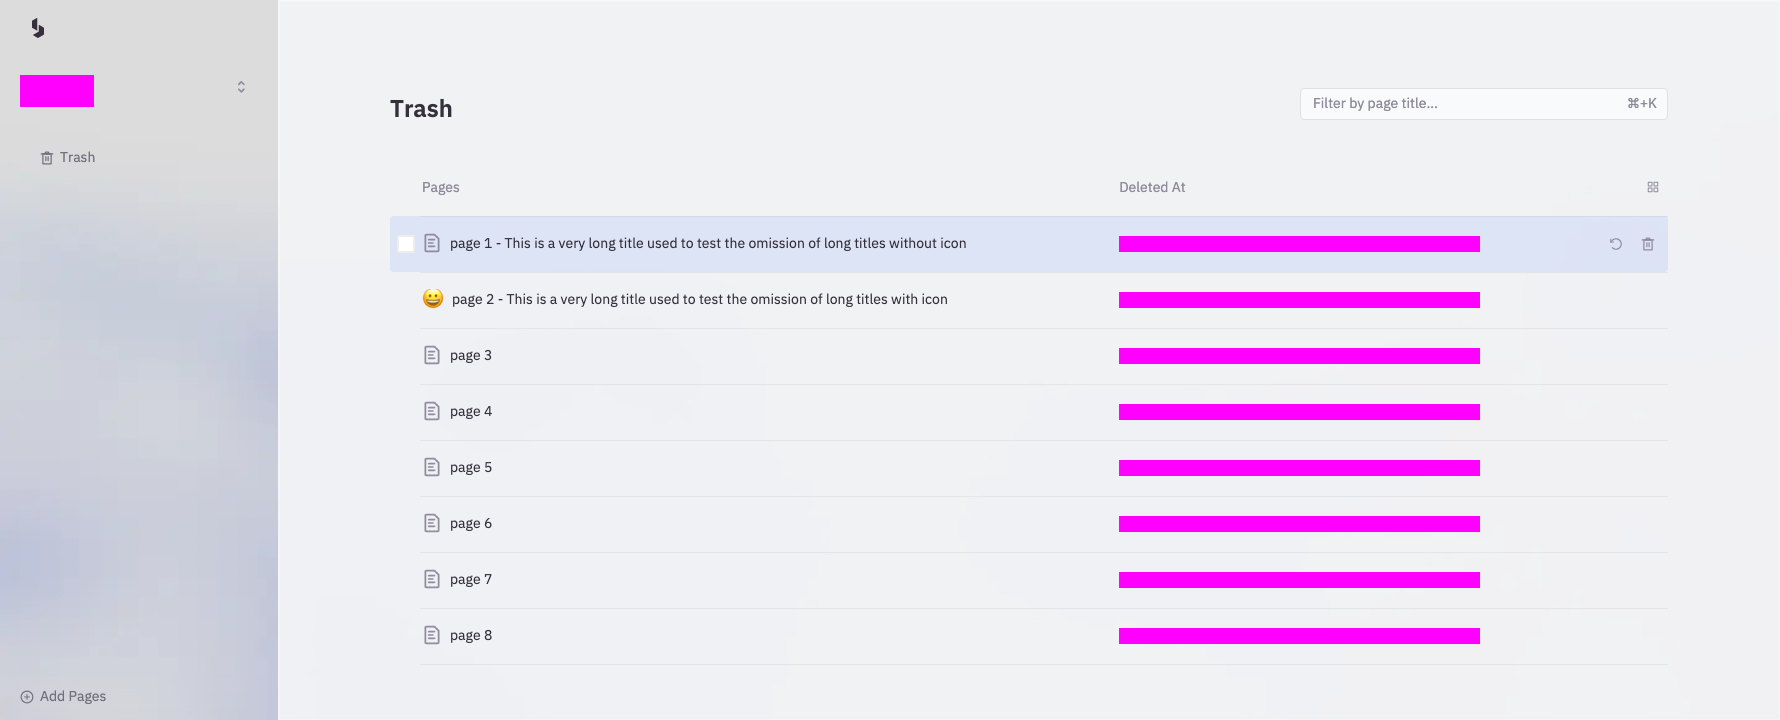 Trash
Filter by page title... ⌘+K
Trash
Pages Deleted At
page 1 - This is a very long title used to test the omission of long titles without icon
page 2 - This is a very long title used to test the omission of long titles with icon
page 3
page 4
page 5
page 6
page 7
page 8
Add Pages